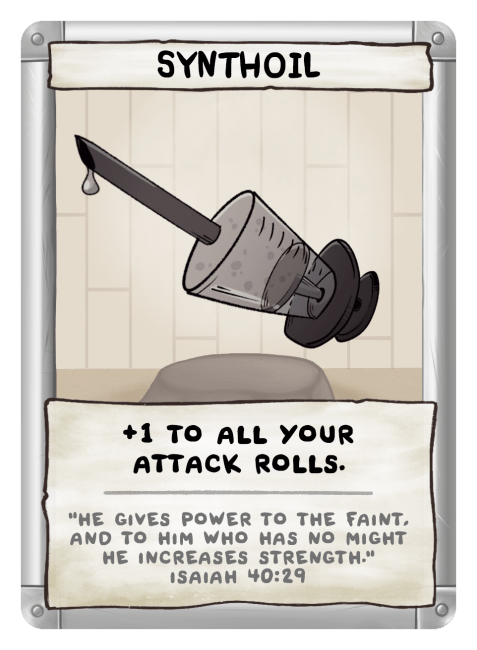 SYNTHOIL
+1 TO ALL YOUR
ATTACK ROLLS.
"HE GIVES POWER TO THE FAINT,
AND TO HIM WHO HAS NO MIGHT
HE INCREASES STRENGTH."
ISAIAH 40:29